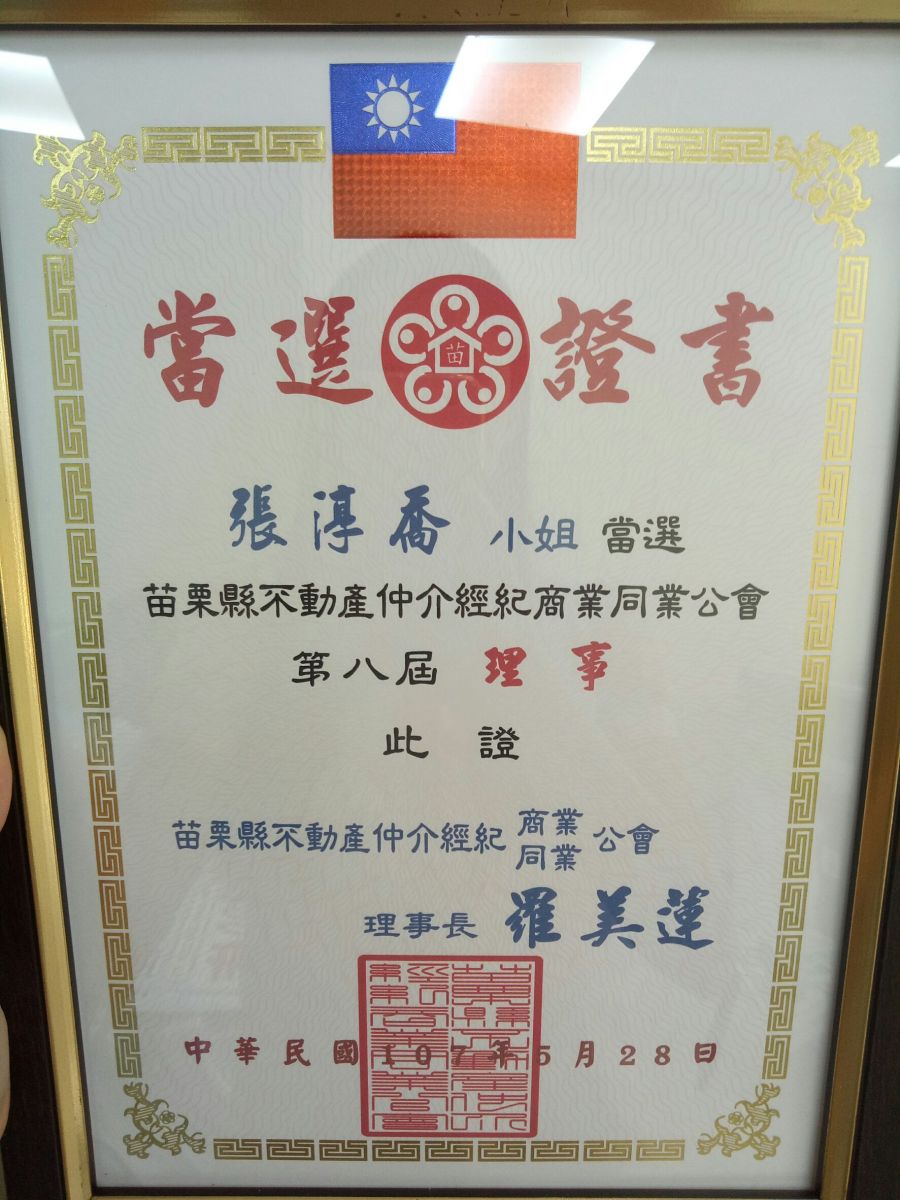 當選 苗 證書
張淳喬 小姐 當選
苗栗縣不動產仲介經紀商業同業公會
第八屆 理事
此 證
苗栗縣不動產仲介經紀商業同業公會
理事長 羅美蓮
中華民國107年5月28日